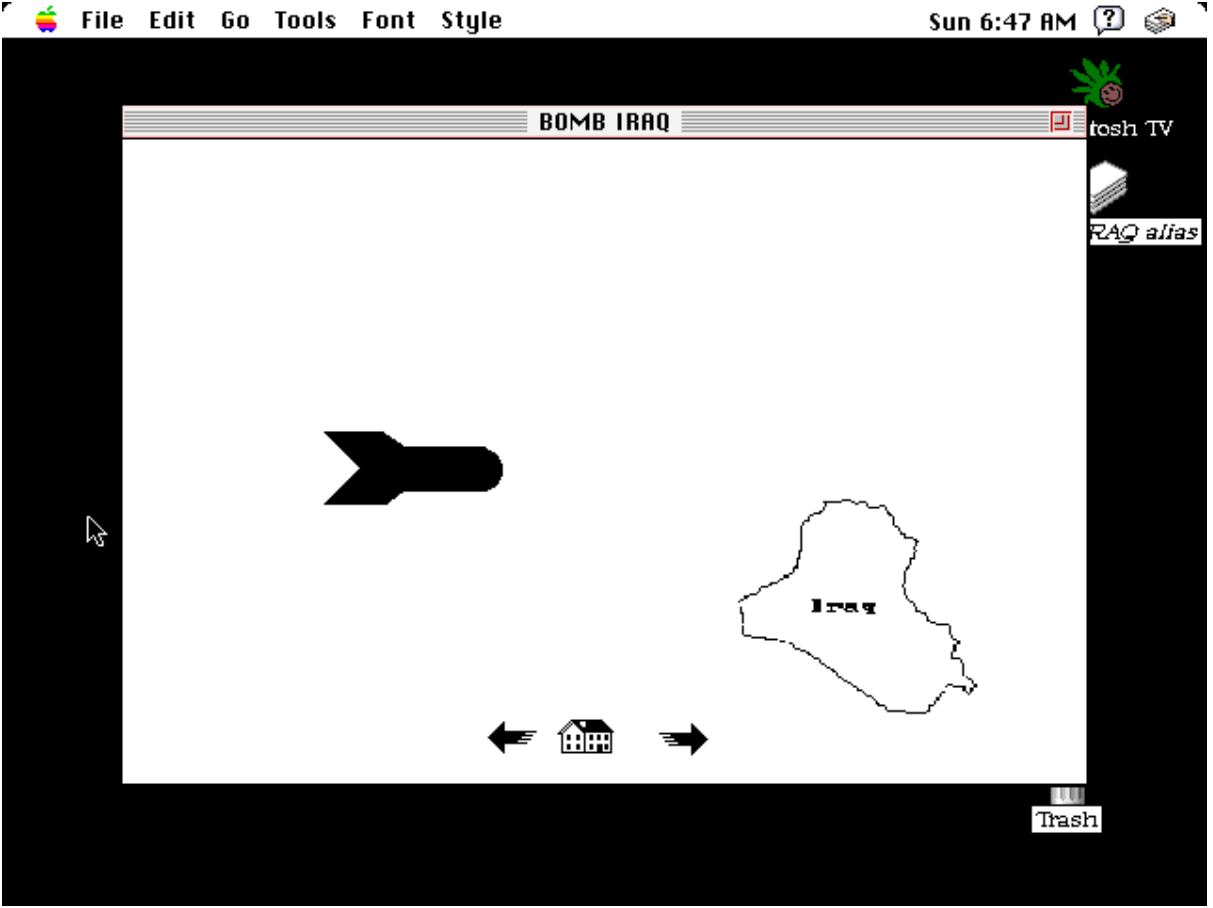 File Edit Go Tools Font Style
Sun 6:47 AM
BOMB IRAQ
tosh TV
RAQ alias
Iraq
Trash